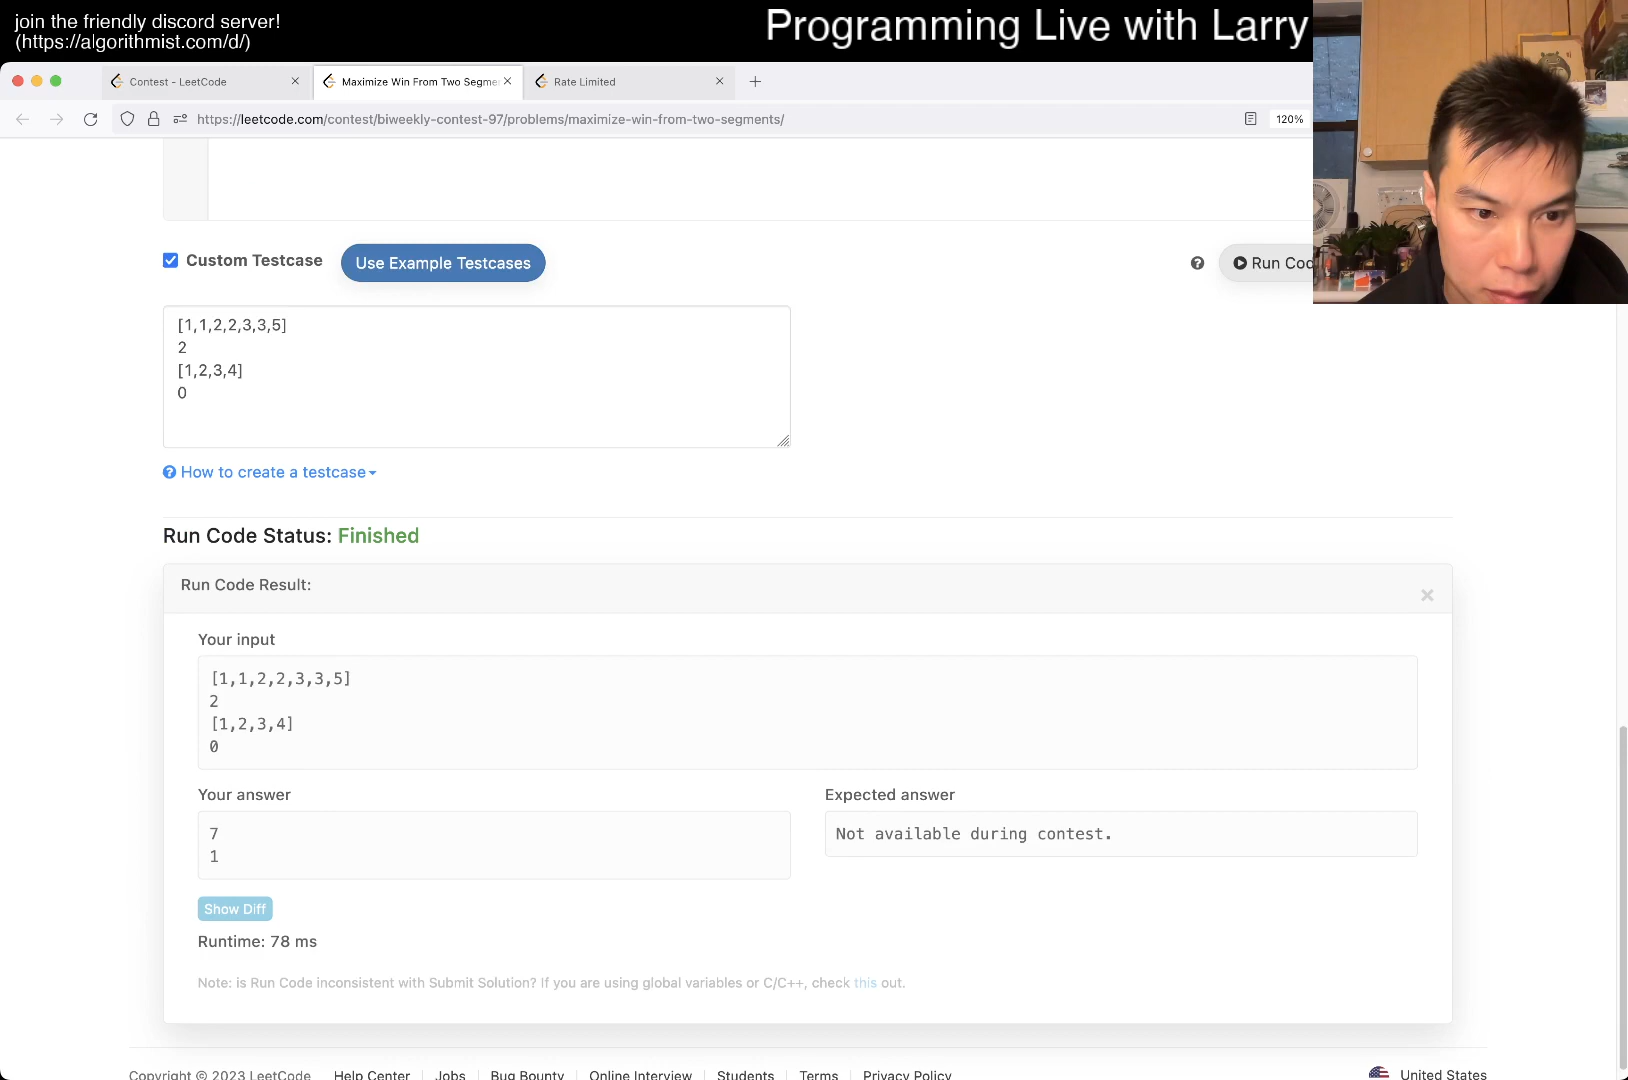 join the friendly discord server!
(https://algorithmist.com/d/)
Programming Live with Larry
Contest - LeetCode
Maximize Win From Two Segme
Rate Limited
https://leetcode.com/contest/biweekly-contest-97/problems/maximize-win-from-two-segments/
120%
Custom Testcase
Use Example Testcases
Run Cod
[1,1,2,2,3,3,5]
2
[1,2,3,4]
0
How to create a testcase
Run Code Status: Finished
Run Code Result:
Your input
[1,1,2,2,3,3,5]
2
[1,2,3,4]
0
Your answer
Expected answer
7
1
Not available during contest.
Show Diff
Runtime: 78 ms
Note: is Run Code inconsistent with Submit Solution? If you are using global variables or C/C++, check this out.
Copyright © 2023 LeetCode
Help Center
Jobs
Bug Bounty
Online Interview
Students
Terms
Privacy Policy
United States